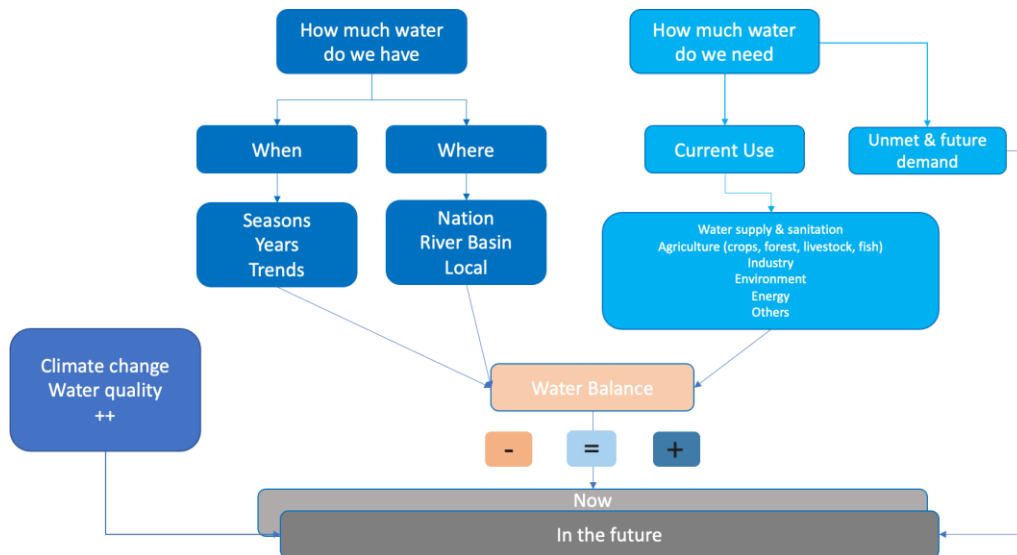 How much water
do we have
How much water
do we need
When
Where
Current Use
Unmet & future
demand
Seasons
Years
Trends
Nation
River Basin
Local
Water supply & sanitation
Agriculture (crops, forest, livestock, fish)
Industry
Environment
Energy
Others
Climate change
Water quality
++
Water Balance
-
=
+
Now
In the future